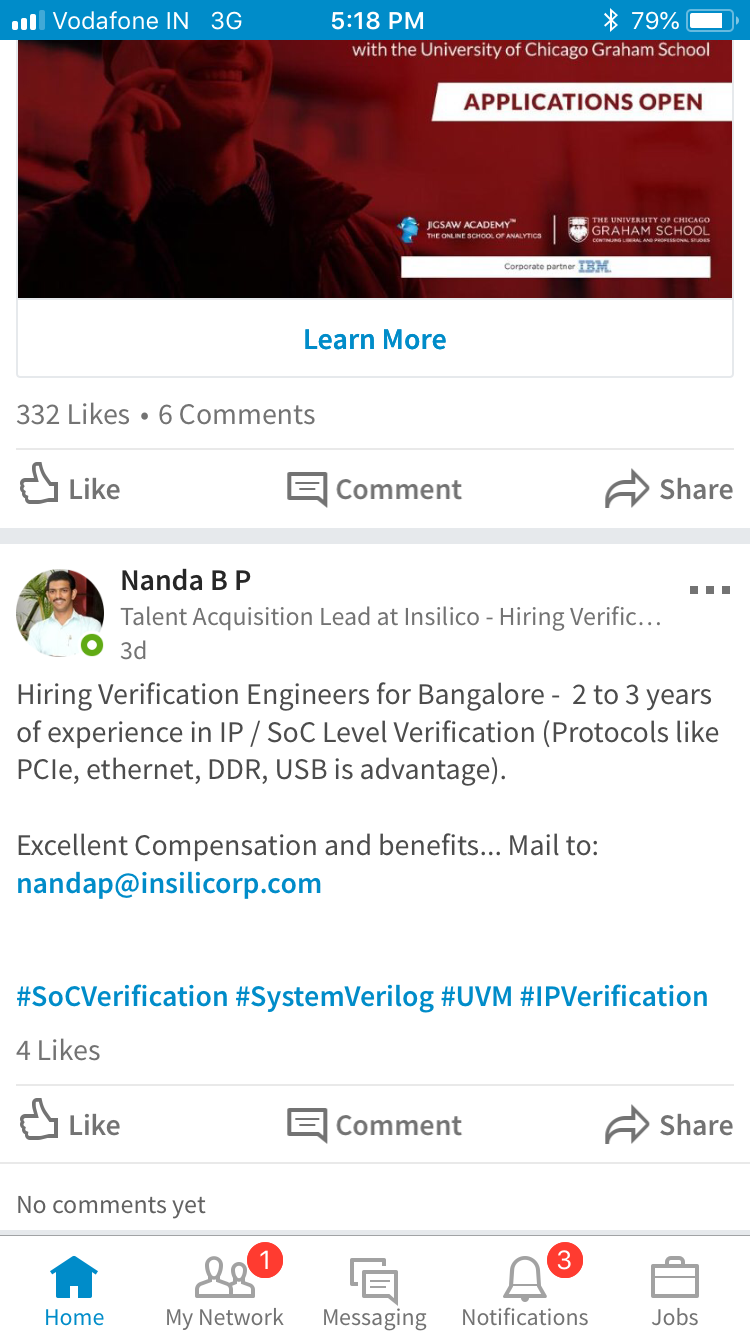 Vodafone IN 3G 5:18 PM 79%
with the University of Chicago Graham School
APPLICATIONS OPEN
JIGSAW ACADEMY™
THE ONLINE SCHOOL OF ANALYTICS
THE UNIVERSITY OF CHICAGO
GRAHAM SCHOOL
CONTINUING LIBERAL AND PROFESSIONAL STUDIES
Corporate partner IBM
Learn More
332 Likes • 6 Comments
Like Comment Share
Nanda B P
Talent Acquisition Lead at Insilico - Hiring Verific...
3d
Hiring Verification Engineers for Bangalore -  2 to 3 years
of experience in IP / SoC Level Verification (Protocols like
PCIe, ethernet, DDR, USB is advantage).
Excellent Compensation and benefits... Mail to:
nandap@insilicorp.com
#SoCVerification #SystemVerilog #UVM #IPVerification
4 Likes
Like Comment Share
No comments yet
1 3
Home My Network Messaging Notifications Jobs